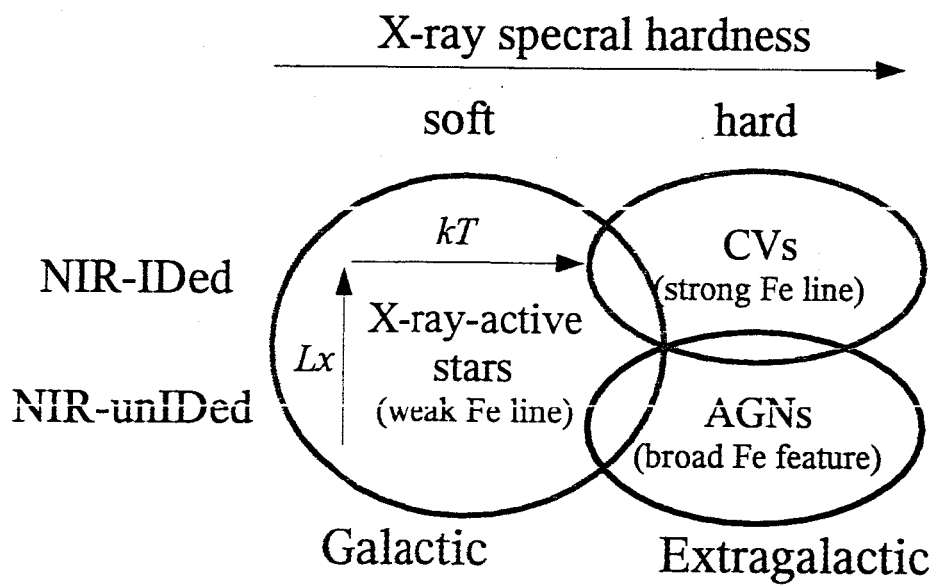 X-ray specral hardness
soft
hard
kT
CVs
(strong Fe line)
NIR-IDed
X-ray-active
stars
(weak Fe line)
Lx
NIR-unIDed
AGNs
(broad Fe feature)
Galactic
Extragalactic